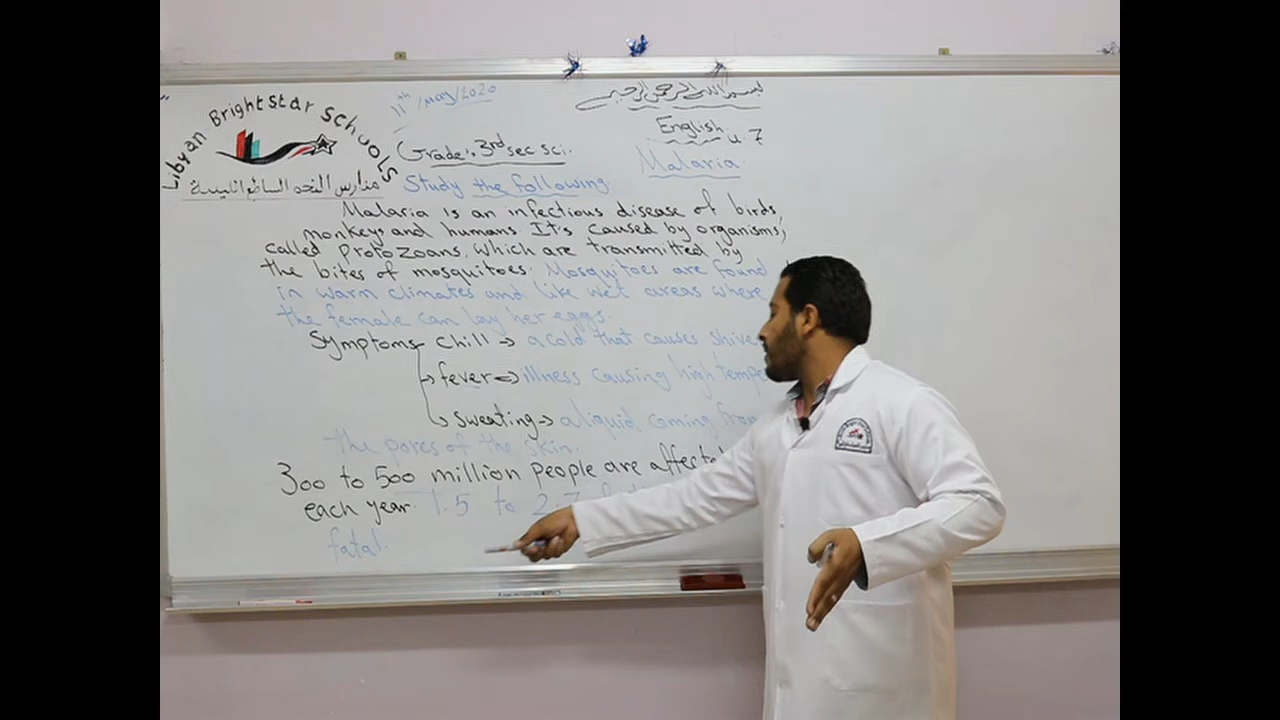 Libyan Bright star Schools
11th/May/2020
بسم الله الرحمن الرحيم
English
u. 7
Grade: 3rd sec sci.
Malaria
مدارس النجم الساطع الليبية
Study the following
Malaria is an infectious disease of birds,
monkeys and humans. It's caused by organisms,
called Protozoans, which are transmitted by
the bites of mosquitoes. Mosquitoes are found
in warm climates and like wet areas where
the female can lay her eggs.
Symptoms chill → a cold that causes shive
fever → illness causing high tempe
sweating → a liquid coming from
the pores of the skin.
300 to 500 million people are affect
each year. 1.5 to 2.7
fatal.